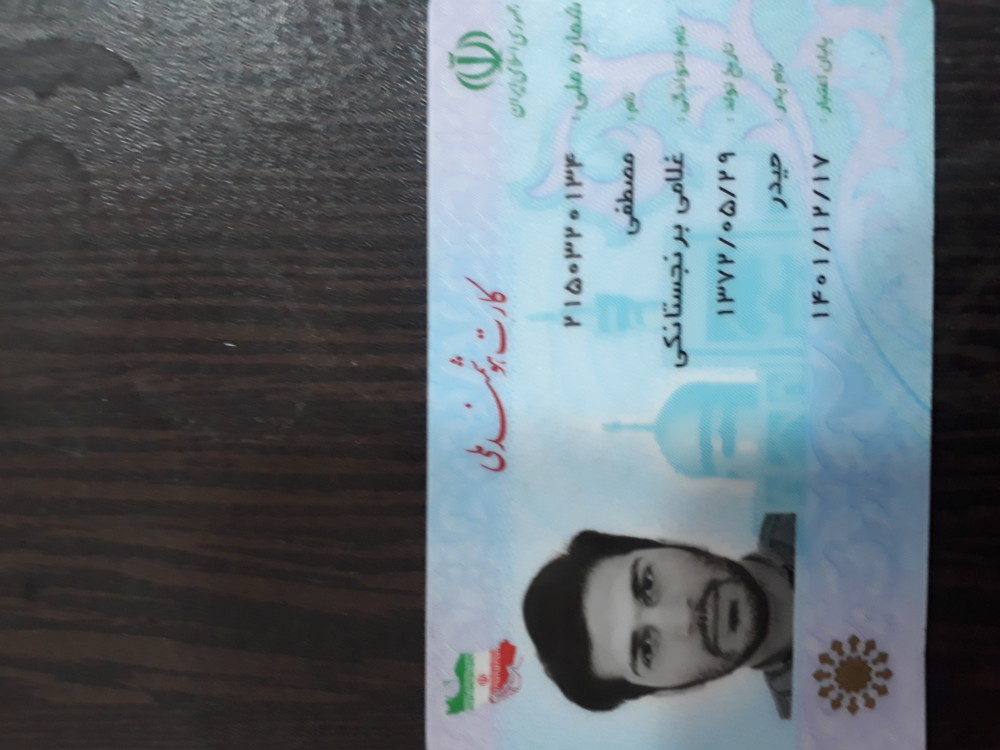 جمهوری اسلامی ایران
کارت هوشمند ملی
شماره ملی: ۲۱۵۰۳۲۰۱۳۴
نام: مصطفی
نام خانوادگی: غلامی برنجستانکی
تاریخ تولد: ۱۳۷۲/۰۵/۲۹
نام پدر: حیدر
پایان اعتبار: ۱۴۰۱/۱۲/۱۷